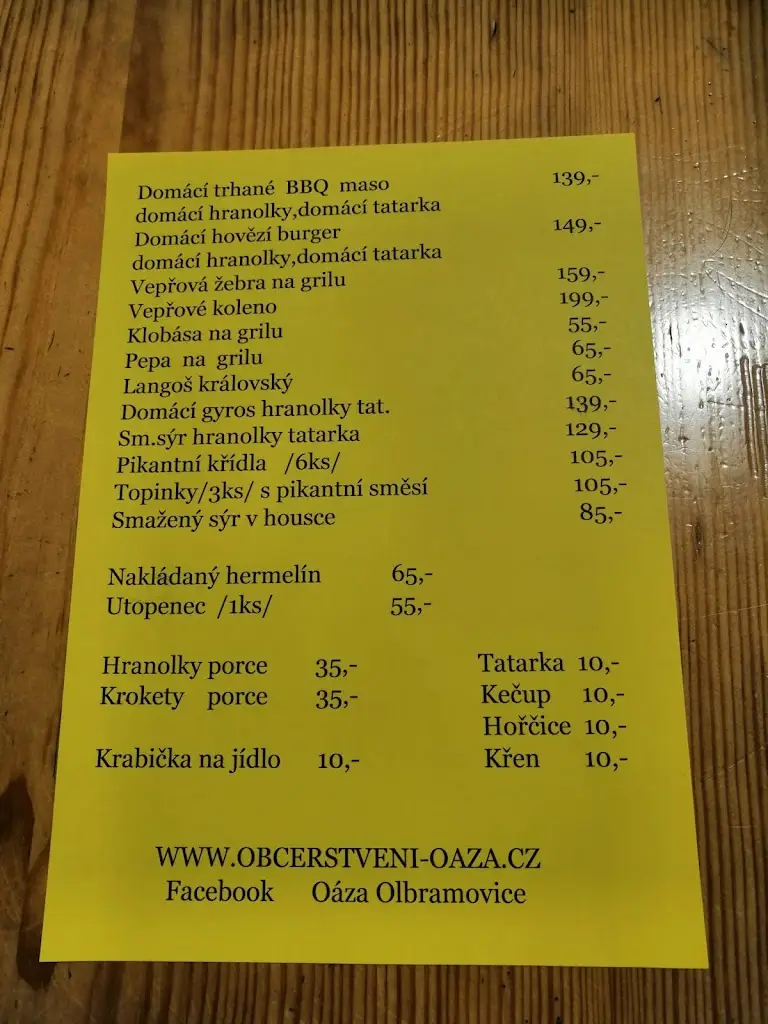 Domácí trhané BBQ maso 139,-
domácí hranolky,domácí tatarka
Domácí hovězí burger 149,-
domácí hranolky,domácí tatarka
Vepřová žebra na grilu 159,-
Vepřové koleno 199,-
Klobása na grilu 55,-
Pepa na grilu 65,-
Langoš královský 65,-
Domácí gyros hranolky tat. 139,-
Sm.sýr hranolky tatarka 129,-
Pikantní křídla /6ks/ 105,-
Topinky/3ks/ s pikantní směsí 105,-
Smažený sýr v housce 85,-
Nakládaný hermelín 65,-
Utopenec /1ks/ 55,-
Hranolky porce 35,- Tatarka 10,-
Krokety porce 35,- Kečup 10,-
Hořčice 10,-
Krabička na jídlo 10,- Křen 10,-
WWW.OBCERSTVENI-OAZA.CZ
Facebook Oáza Olbramovice